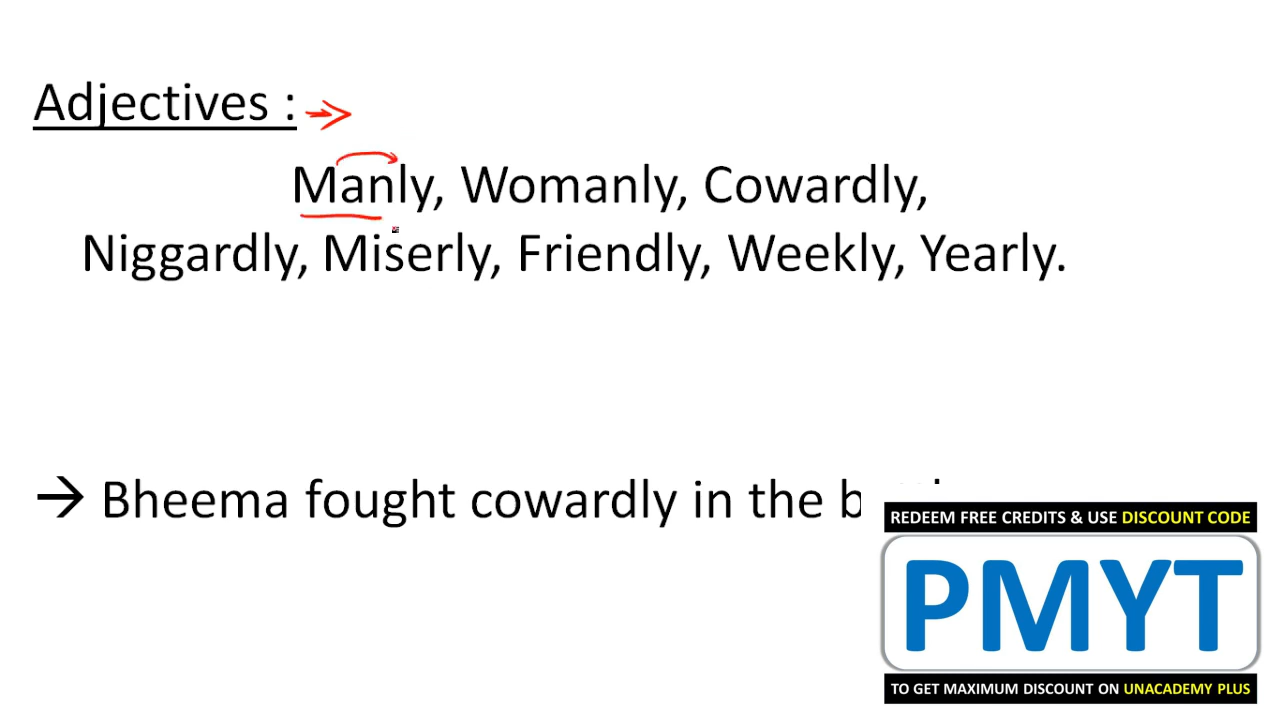 Adjectives :
Manly, Womanly, Cowardly,
Niggardly, Miserly, Friendly, Weekly, Yearly.
→ Bheema fought cowardly in the
REDEEM FREE CREDITS & USE DISCOUNT CODE
PMYT
TO GET MAXIMUM DISCOUNT ON UNACADEMY PLUS